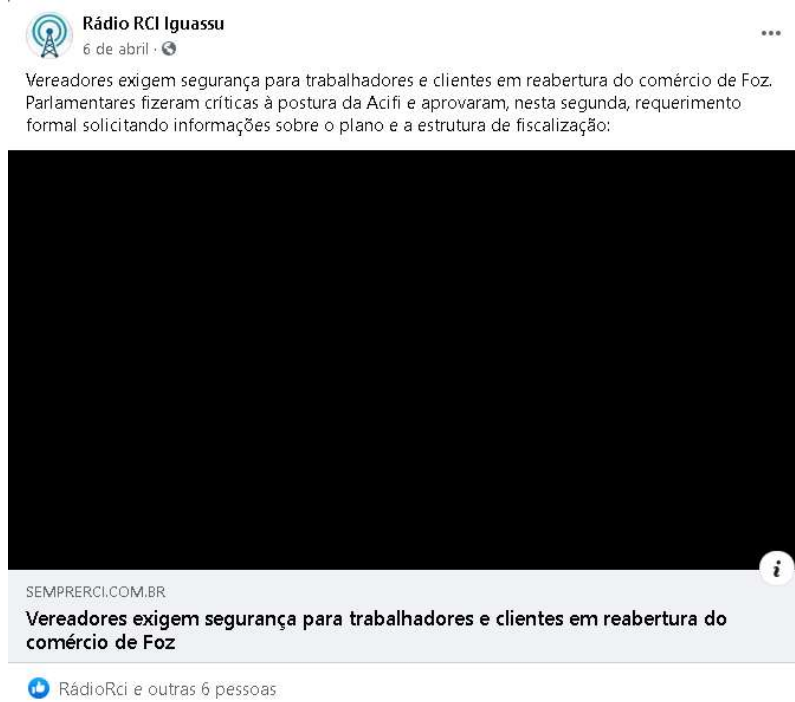 Rádio RCI Iguassu
6 de abril ·
Vereadores exigem segurança para trabalhadores e clientes em reabertura do comércio de Foz.
Parlamentares fizeram críticas à postura da Acifi e aprovaram, nesta segunda, requerimento
formal solicitando informações sobre o plano e a estrutura de fiscalização:
SEMPRERCI.COM.BR
Vereadores exigem segurança para trabalhadores e clientes em reabertura do
comércio de Foz
RádioRci e outras 6 pessoas